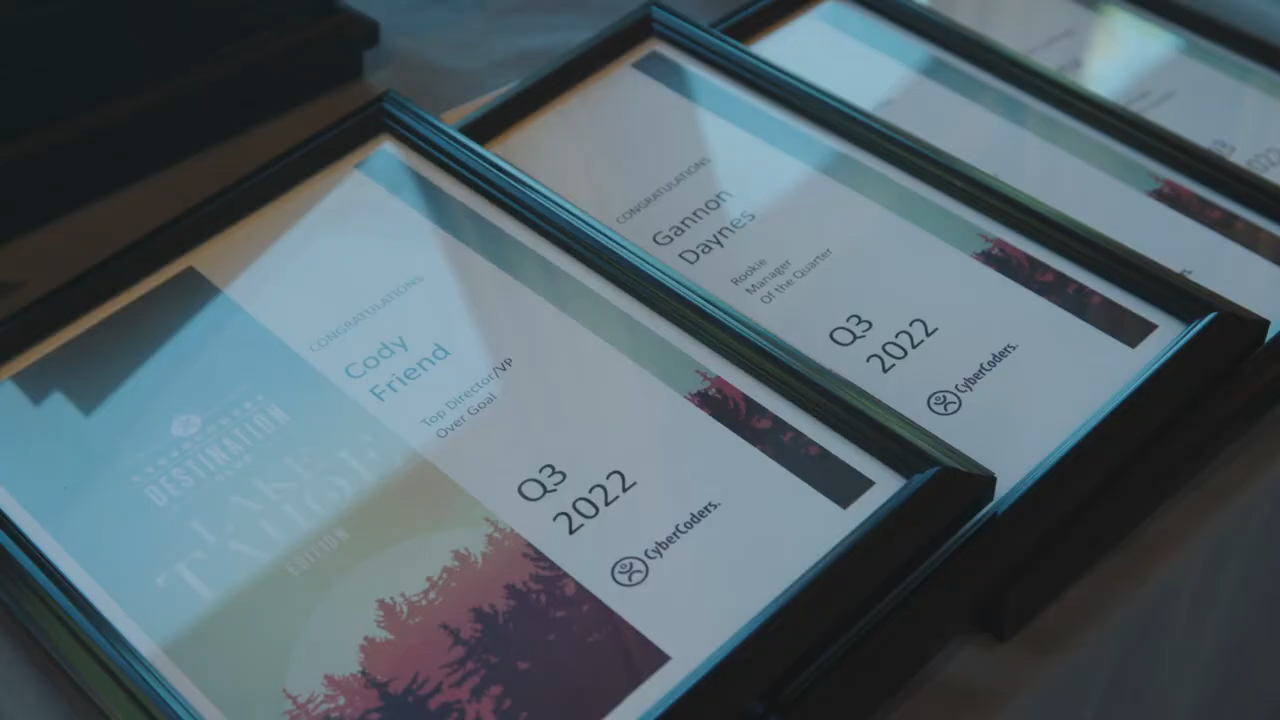 DESTINATION
LAKE
TAHOE
EDITION
CONGRATULATIONS
Cody
Friend
Top Director/VP
Over Goal
Q3
2022
CyberCoders.
CONGRATULATIONS
Gannon
Daynes
Rookie
Manager
Of the Quarter
Q3
2022
CyberCoders.